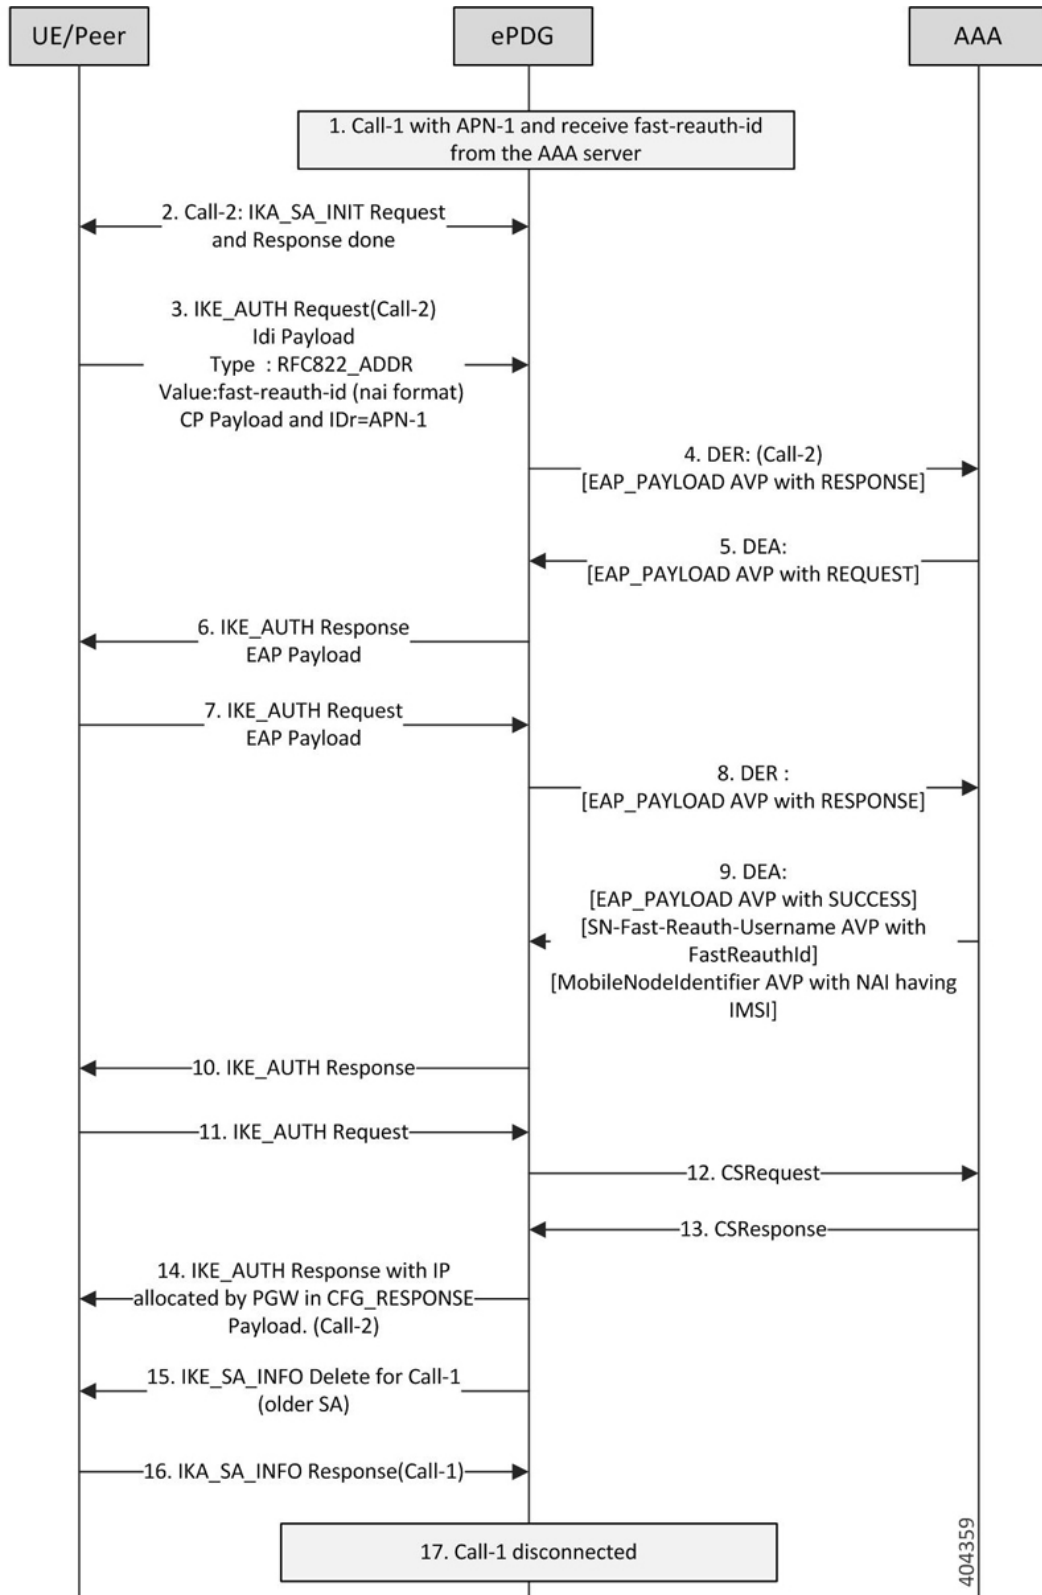 UE/Peer
ePDG
AAA
1. Call-1 with APN-1 and receive fast-reauth-id
from the AAA server
2. Call-2: IKA_SA_INIT Request
and Response done
3. IKE_AUTH Request(Call-2)
Idi Payload
Type : RFC822_ADDR
Value:fast-reauth-id (nai format)
CP Payload and IDr=APN-1
4. DER: (Call-2)
[EAP_PAYLOAD AVP with RESPONSE]
5. DEA:
[EAP_PAYLOAD AVP with REQUEST]
6. IKE_AUTH Response
EAP Payload
7. IKE_AUTH Request
EAP Payload
8. DER :
[EAP_PAYLOAD AVP with RESPONSE]
9. DEA:
[EAP_PAYLOAD AVP with SUCCESS]
[SN-Fast-Reauth-Username AVP with
FastReauthId]
[MobileNodeIdentifier AVP with NAI having
IMSI]
10. IKE_AUTH Response
11. IKE_AUTH Request
12. CSRequest
13. CSResponse
14. IKE_AUTH Response with IP
allocated by PGW in CFG_RESPONSE
Payload. (Call-2)
15. IKE_SA_INFO Delete for Call-1
(older SA)
16. IKA_SA_INFO Response(Call-1)
17. Call-1 disconnected
404359